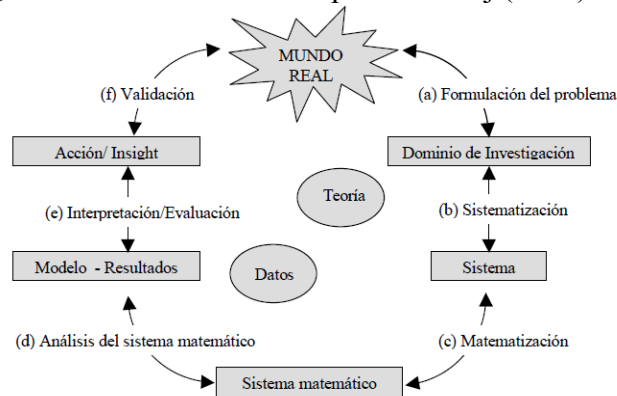 MUNDO
REAL
(f) Validación
(a) Formulación del problema
Acción/ Insight
Dominio de Investigación
Teoría
(e) Interpretación/Evaluación
(b) Sistematización
Modelo - Resultados
Datos
Sistema
(d) Análisis del sistema matemático
(c) Matematización
Sistema matemático